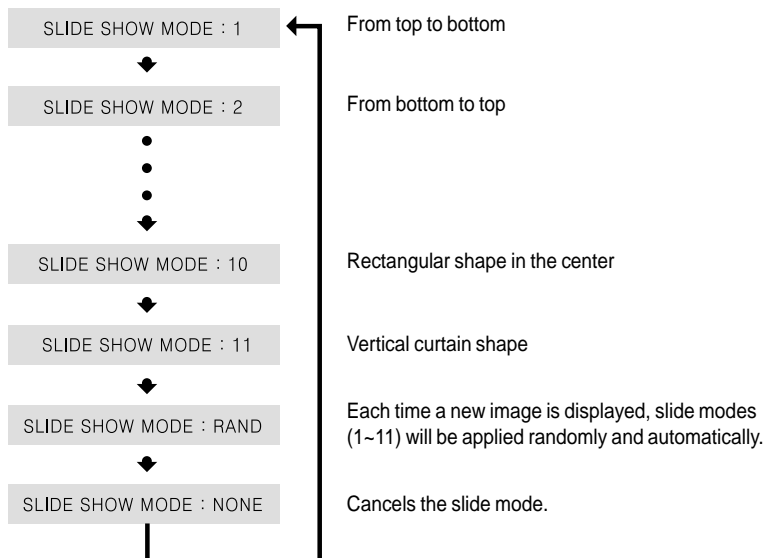 SLIDE SHOW MODE : 1
From top to bottom
SLIDE SHOW MODE : 2
From bottom to top
SLIDE SHOW MODE : 10
Rectangular shape in the center
SLIDE SHOW MODE : 11
Vertical curtain shape
SLIDE SHOW MODE : RAND
Each time a new image is displayed, slide modes
(1~11) will be applied randomly and automatically.
SLIDE SHOW MODE : NONE
Cancels the slide mode.